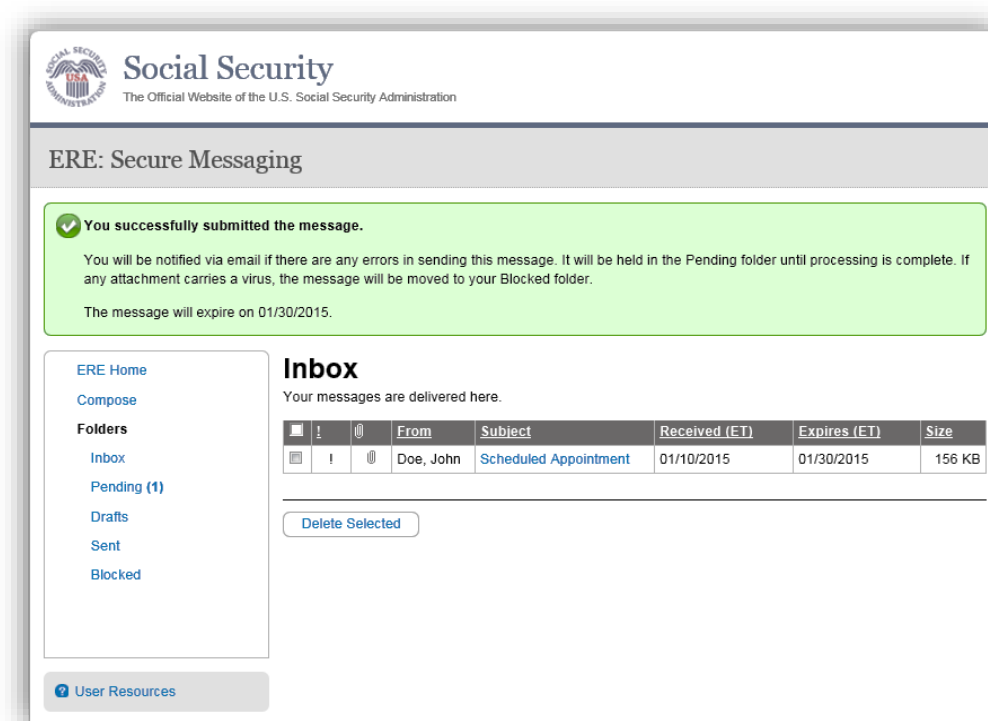 SOCIAL SECURITY ADMINISTRATION
USA
Social Security
The Official Website of the U.S. Social Security Administration
ERE: Secure Messaging
You successfully submitted the message.
You will be notified via email if there are any errors in sending this message. It will be held in the Pending folder until processing is complete. If
any attachment carries a virus, the message will be moved to your Blocked folder.
The message will expire on 01/30/2015.
ERE Home
Compose
Folders
Inbox
Pending (1)
Drafts
Sent
Blocked
User Resources
Inbox
Your messages are delivered here.
! From Subject Received (ET) Expires (ET) Size
! Doe, John Scheduled Appointment 01/10/2015 01/30/2015 156 KB
Delete Selected